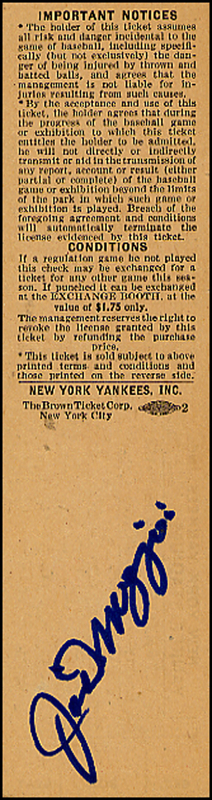 IMPORTANT NOTICES
* The holder of this ticket assumes
all risk and danger incidental to the
game of baseball, including specifi-
cally (but not exclusively) the dan-
ger of being injured by thrown and
batted balls, and agrees that the
management is not liable for in-
juries resulting from such causes.
* By the acceptance and use of this
ticket, the holder agrees that during
the progress of the baseball game
or exhibition to which this ticket
entitles the holder to be admitted,
he will not directly or indirectly
transmit or aid in the transmission of
any report, account or result (either
partial or complete) of the baseball
game or exhibition beyond the limits
of the park in which such game or
exhibition is played. Breach of the
foregoing agreement and conditions
will automatically terminate the
license evidenced by this ticket.
CONDITIONS
If a regulation game be not played
this check may be exchanged for a
ticket for any other game this sea-
son. If punched it can be exchanged
at the EXCHANGE BOOTH, at the
value of $1.75 only.
The management reserves the right to
revoke the license granted by this
ticket by refunding the purchase
price.
* This ticket is sold subject to above
printed terms and conditions and
those printed on the reverse side.
NEW YORK YANKEES, INC.
The Brown Ticket Corp. 2
New York City
Joe DiMaggio